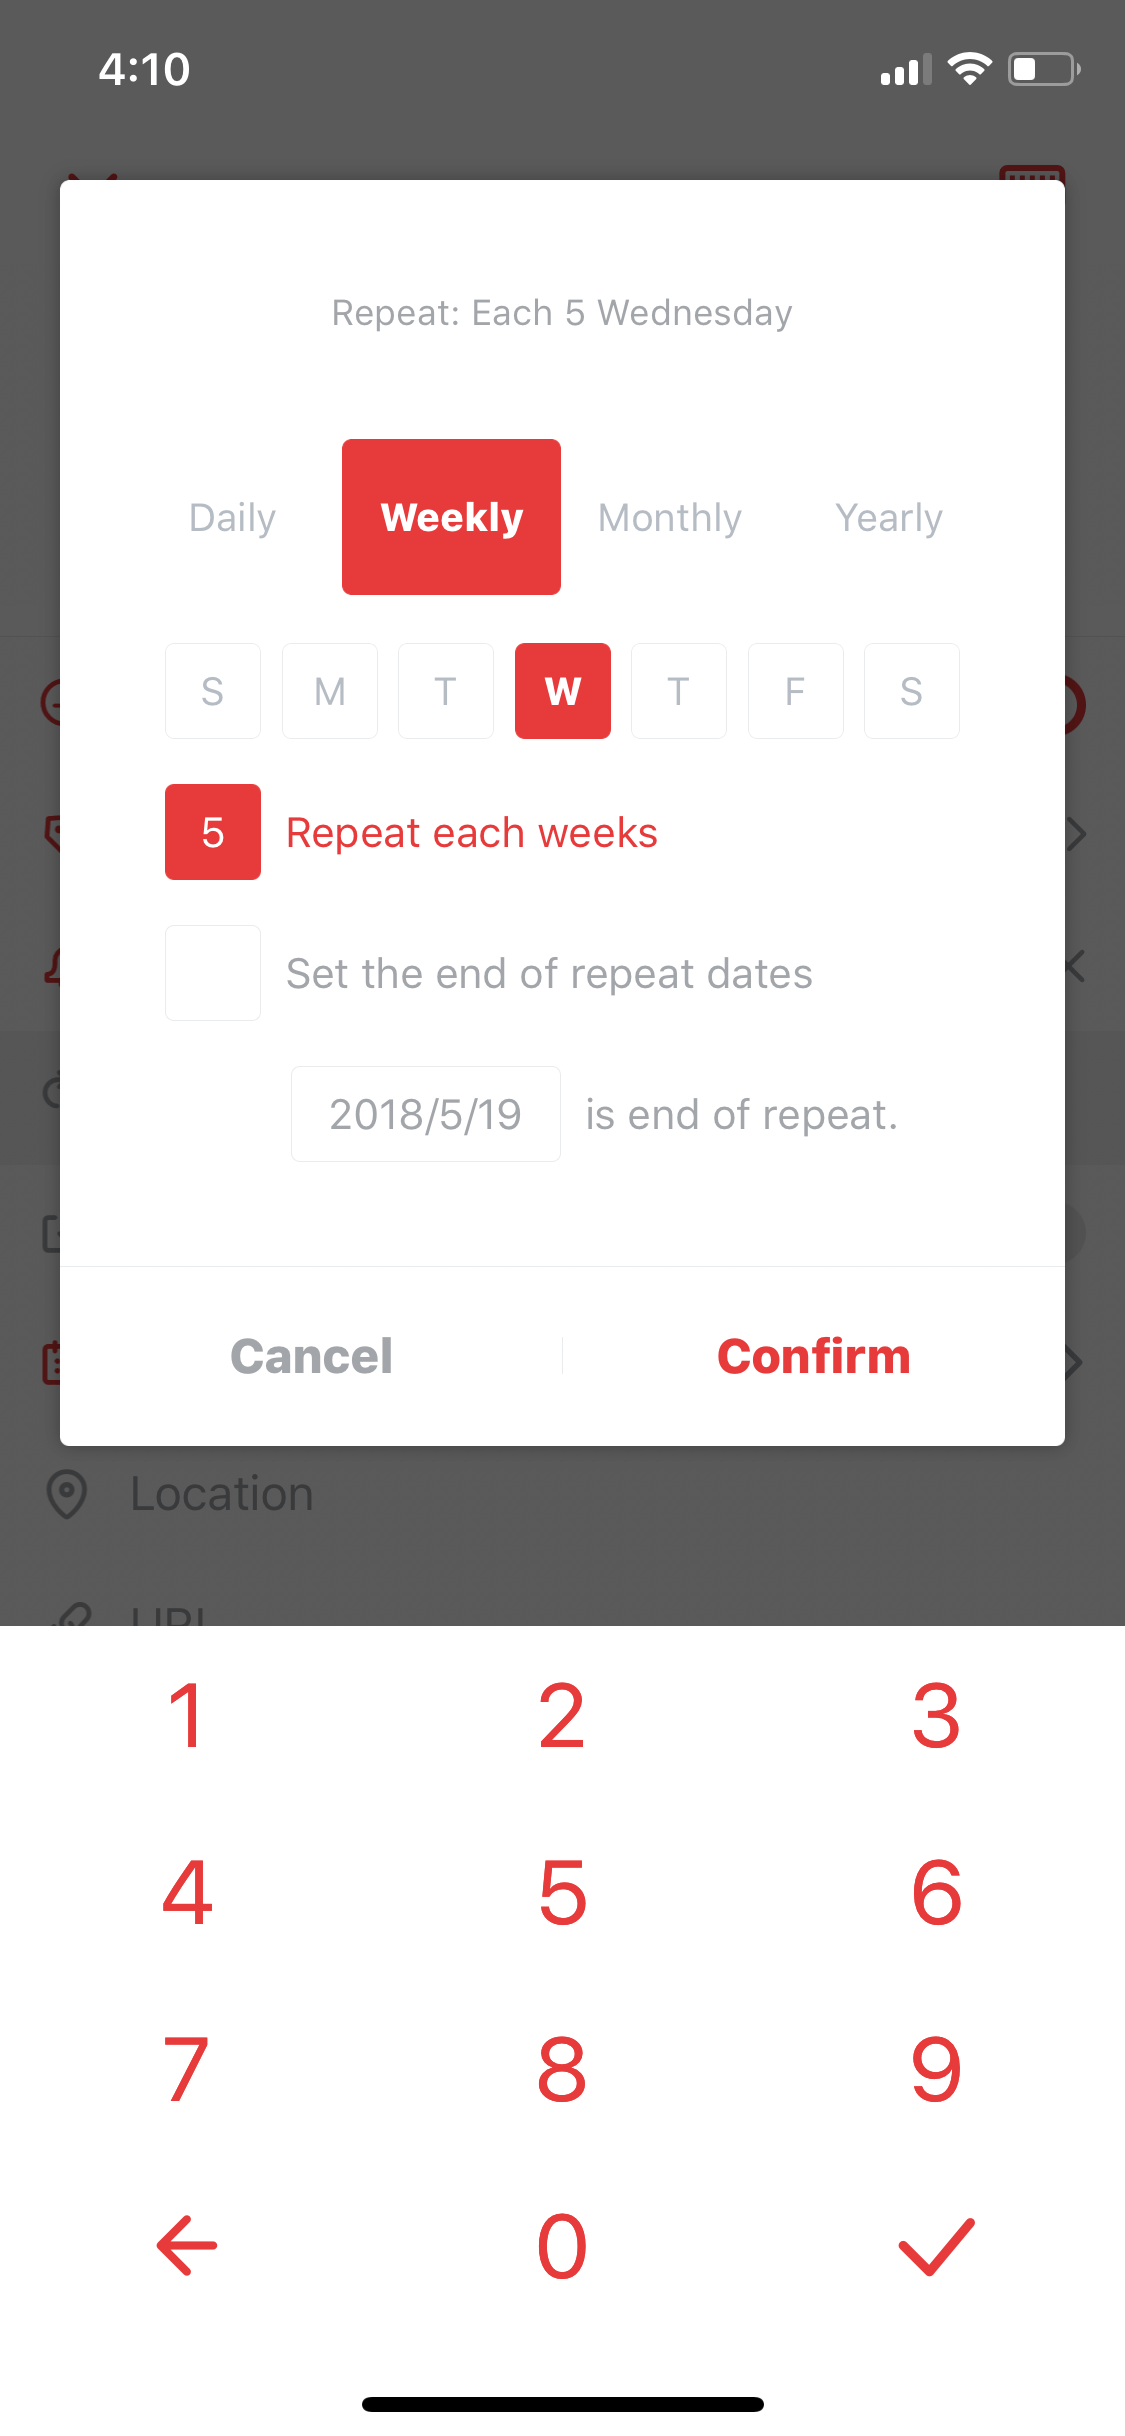 4:10
Repeat: Each 5 Wednesday
Daily Weekly Monthly Yearly
S M T W T F S
5 Repeat each weeks
Set the end of repeat dates
2018/5/19 is end of repeat.
Cancel Confirm
Location
URL
1 2 3
4 5 6
7 8 9
0